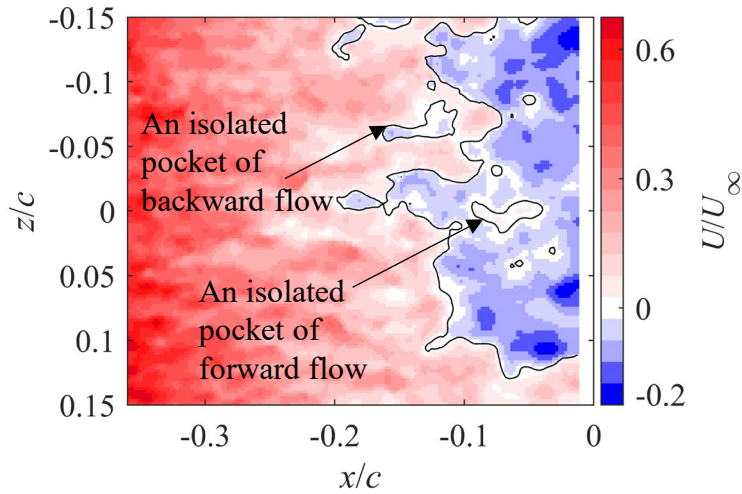 -0.15
-0.1
-0.05
0
0.05
0.1
0.15
z/c
-0.3
-0.2
-0.1
0
x/c
An isolated
pocket of
backward flow
An isolated
pocket of
forward flow
0.6
0.3
0
-0.2
U/U∞